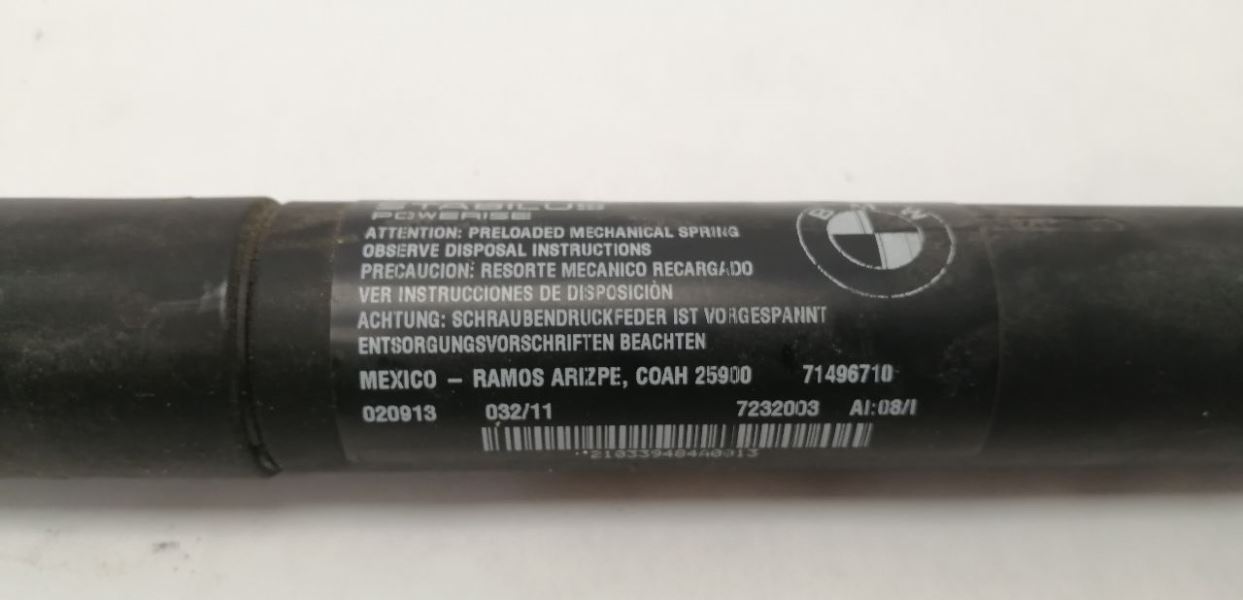 STABILUS
POWERISE
BMW
ATTENTION: PRELOADED MECHANICAL SPRING
OBSERVE DISPOSAL INSTRUCTIONS
PRECAUCION: RESORTE MECANICO RECARGADO
VER INSTRUCCIONES DE DISPOSICIÓN
ACHTUNG: SCHRAUBENDRUCKFEDER IST VORGESPANNT
ENTSORGUNGSVORSCHRIFTEN BEACHTEN
MEXICO – RAMOS ARIZPE, COAH 25900 71496710
020913 032/11 7232003 AI:08/I